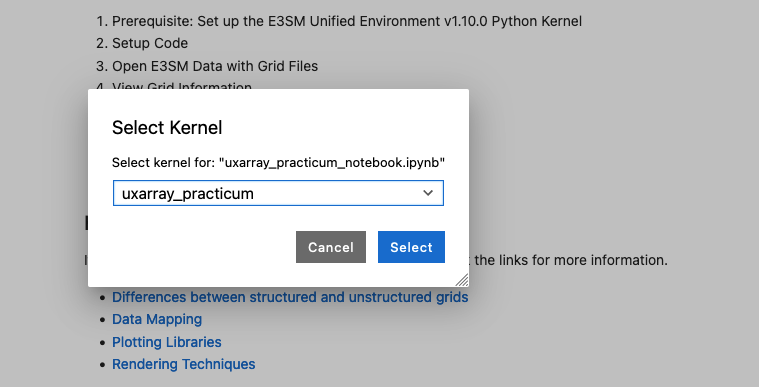 1. Prerequisite: Set up the E3SM Unified Environment v1.10.0 Python Kernel
2. Setup Code
3. Open E3SM Data with Grid Files
4. View Grid Information
Select Kernel
Select kernel for: "uxarray_practicum_notebook.ipynb"
uxarray_practicum
Cancel Select
the links for more information.
• Differences between structured and unstructured grids
• Data Mapping
• Plotting Libraries
• Rendering Techniques